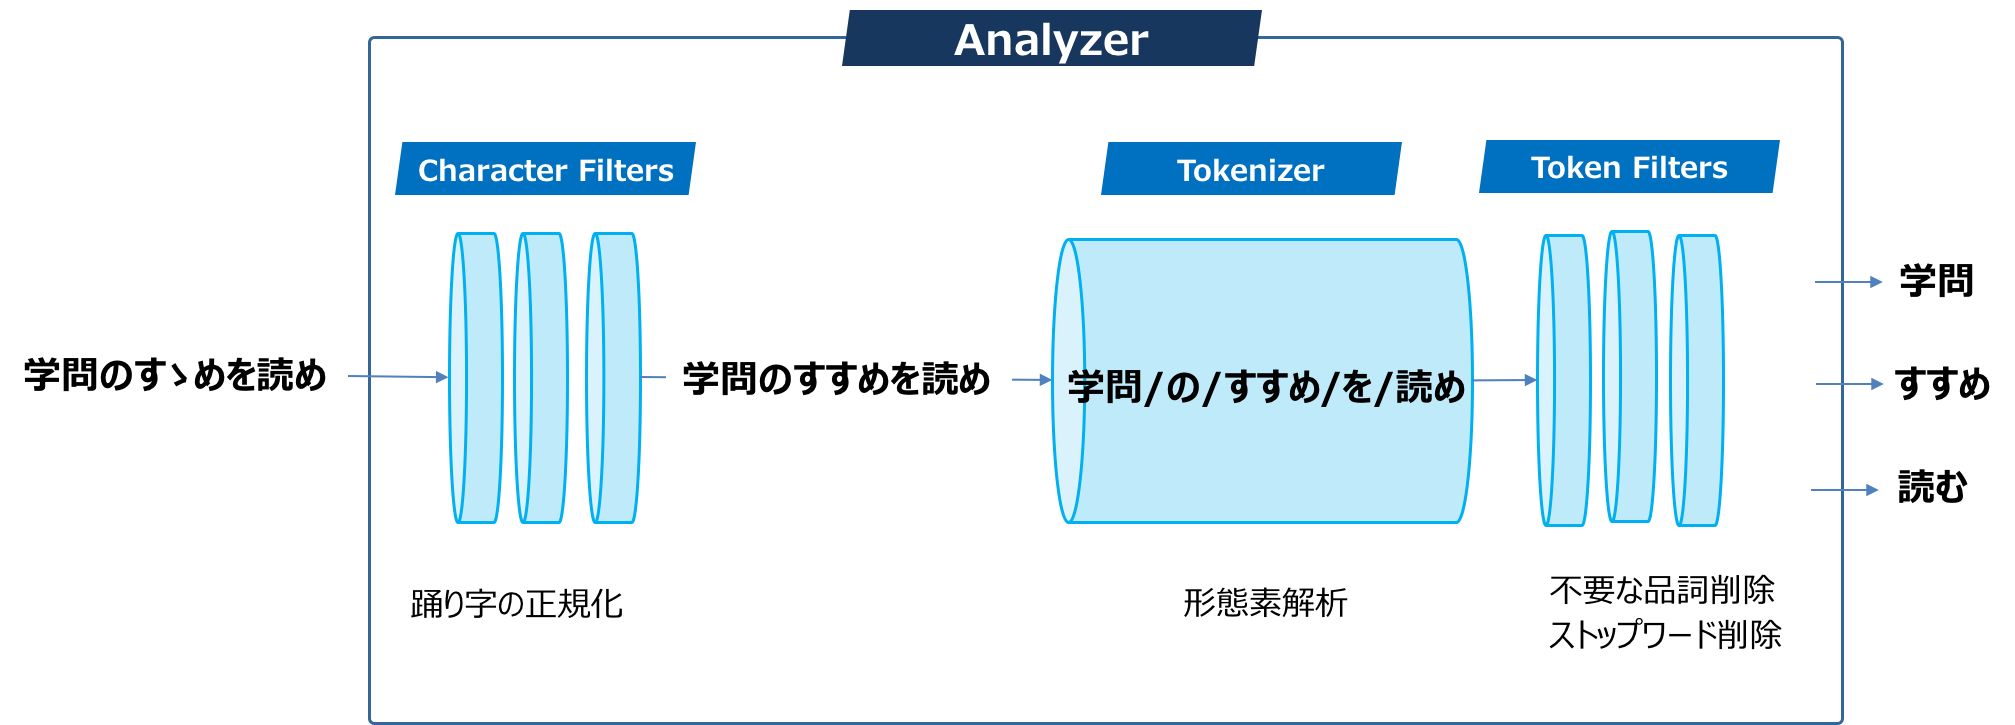 Analyzer
Character Filters
Tokenizer
Token Filters
学問のすゝめを読め
学問のすすめを読め
学問/の/すすめ/を/読め
学問
すすめ
読む
踊り字の正規化
形態素解析
不要な品詞削除
ストップワード削除